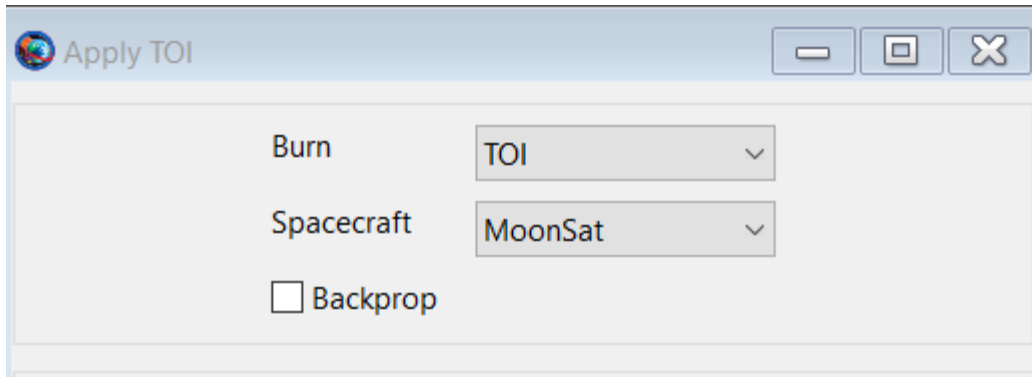 Apply TOI
Burn
TOI
Spacecraft
MoonSat
Backprop